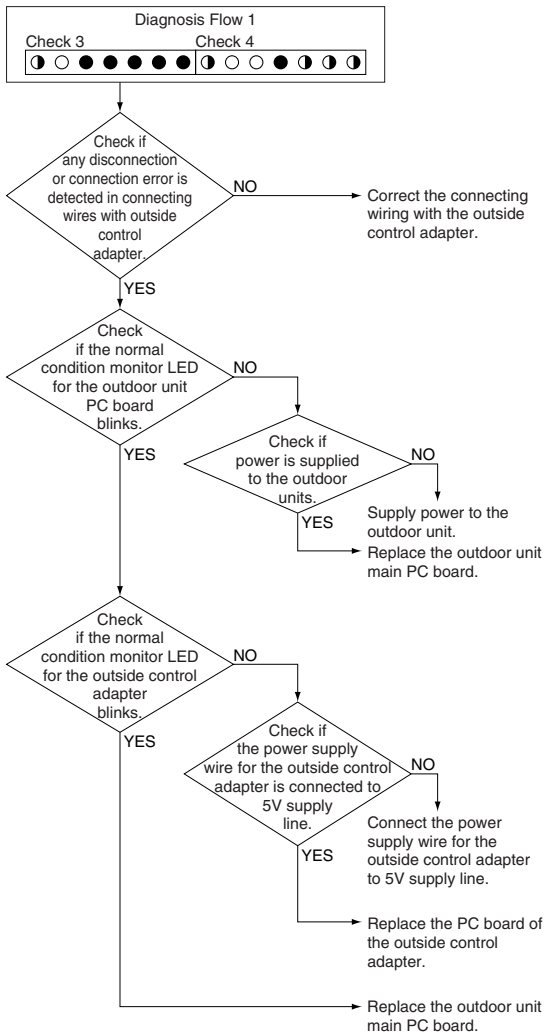 Diagnosis Flow 1
Check 3
Check 4
Check if
any disconnection
or connection error is
detected in connecting
wires with outside
control
adapter.
NO
Correct the connecting
wiring with the outside
control adapter.
YES
Check
if the normal
condition monitor LED
for the outdoor unit
PC board
blinks.
NO
YES
Check if
power is supplied
to the outdoor
units.
NO
Supply power to the
outdoor unit.
YES
Replace the outdoor unit
main PC board.
Check
if the normal
condition monitor LED
for the outside control
adapter
blinks.
NO
YES
Check if
the power supply
wire for the outside control
adapter is connected to
5V supply
line.
NO
Connect the power
supply wire for the
outside control adapter
to 5V supply line.
YES
Replace the PC board of
the outside control
adapter.
Replace the outdoor unit
main PC board.